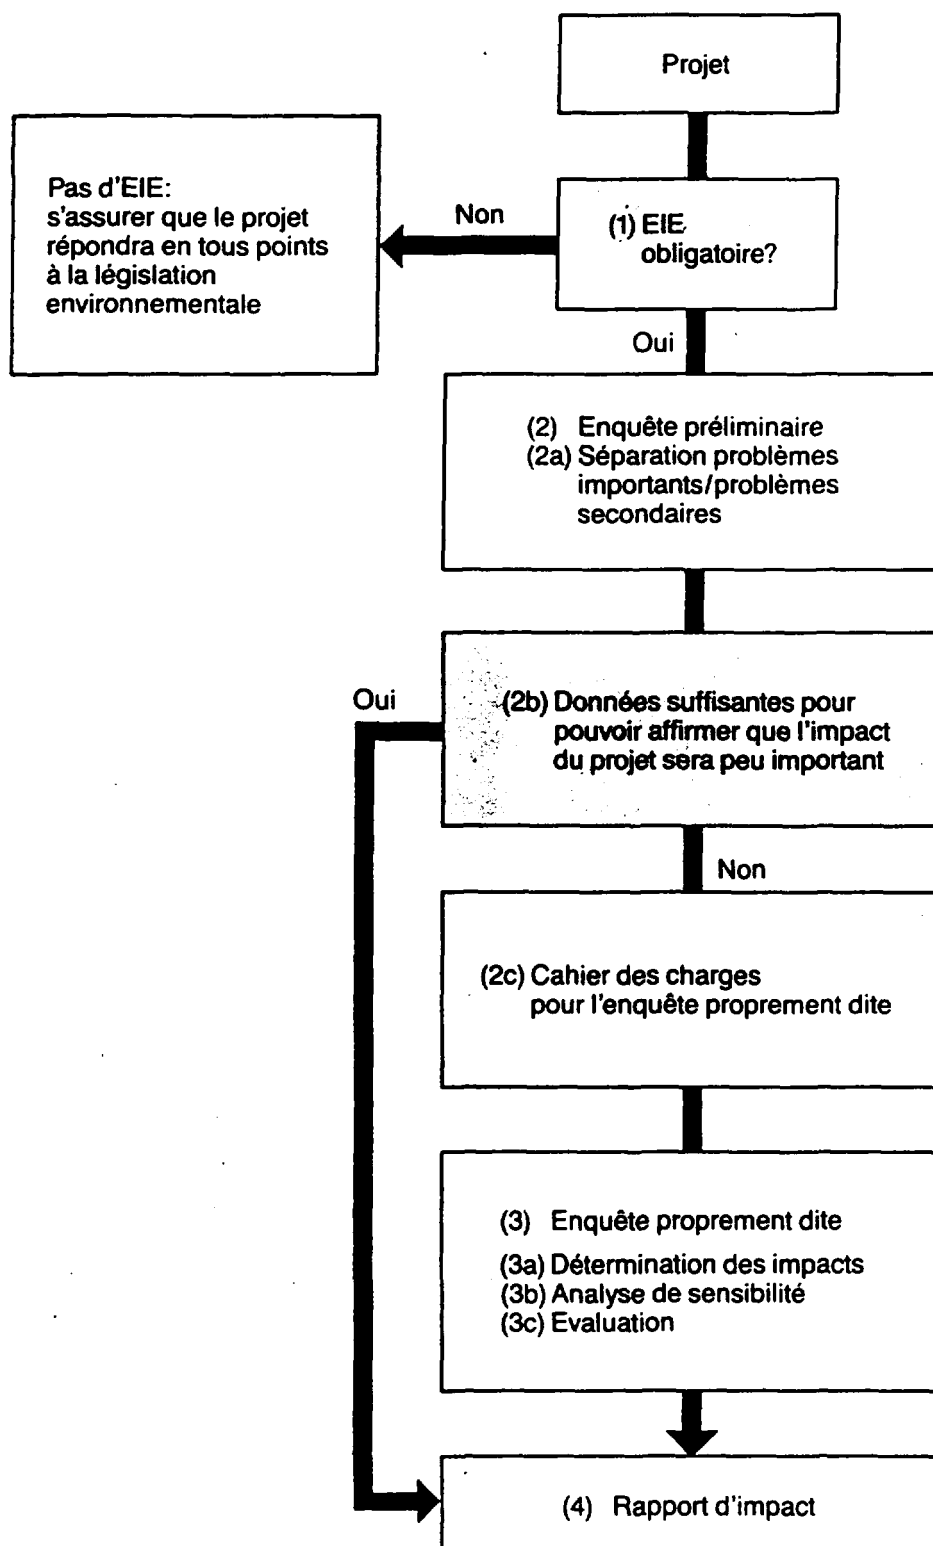 Projet
Pas d'EIE:
s'assurer que le projet
répondra en tous points
à la législation
environnementale
Non
(1) EIE
obligatoire?
Oui
(2) Enquête préliminaire
(2a) Séparation problèmes
importants/problèmes
secondaires
Oui
(2b) Données suffisantes pour
pouvoir affirmer que l'impact
du projet sera peu important
Non
(2c) Cahier des charges
pour l'enquête proprement dite
(3) Enquête proprement dite
(3a) Détermination des impacts
(3b) Analyse de sensibilité
(3c) Evaluation
(4) Rapport d'impact